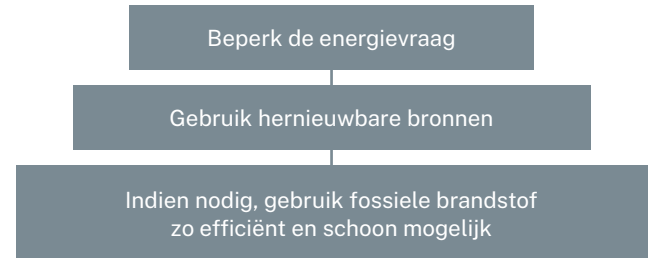 Beperk de energievraag
Gebruik hernieuwbare bronnen
Indien nodig, gebruik fossiele brandstof
zo efficiënt en schoon mogelijk